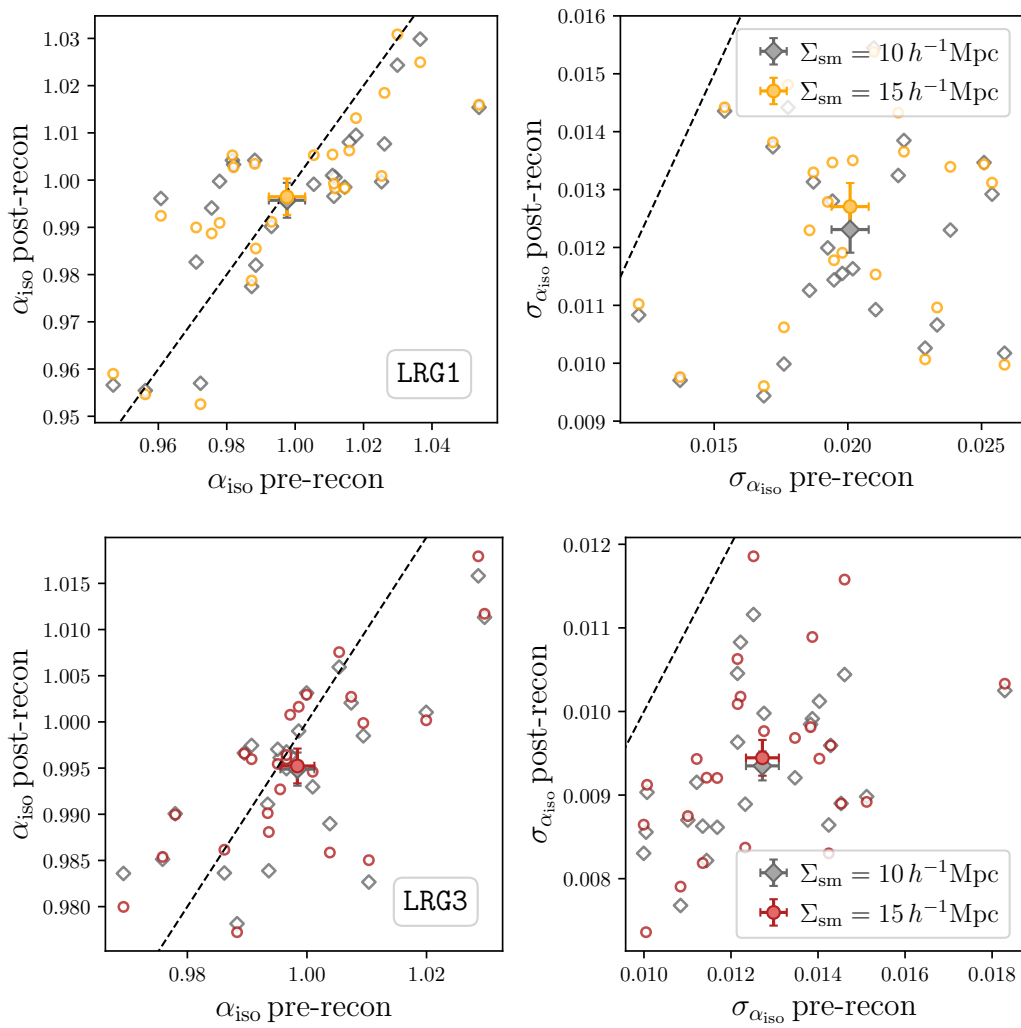 1.03
1.02
1.01
1.00
0.99
0.98
0.97
0.96
0.95
0.96 0.98 1.00 1.02 1.04
α_iso post-recon
α_iso pre-recon
LRG1
0.016
0.015
0.014
0.013
0.012
0.011
0.010
0.009
0.015 0.020 0.025
σ_α_iso post-recon
σ_α_iso pre-recon
Σ_sm = 10 h⁻¹Mpc
Σ_sm = 15 h⁻¹Mpc
1.015
1.010
1.005
1.000
0.995
0.990
0.985
0.980
0.98 1.00 1.02
α_iso post-recon
α_iso pre-recon
LRG3
0.012
0.011
0.010
0.009
0.008
0.010 0.012 0.014 0.016 0.018
σ_α_iso post-recon
σ_α_iso pre-recon
Σ_sm = 10 h⁻¹Mpc
Σ_sm = 15 h⁻¹Mpc